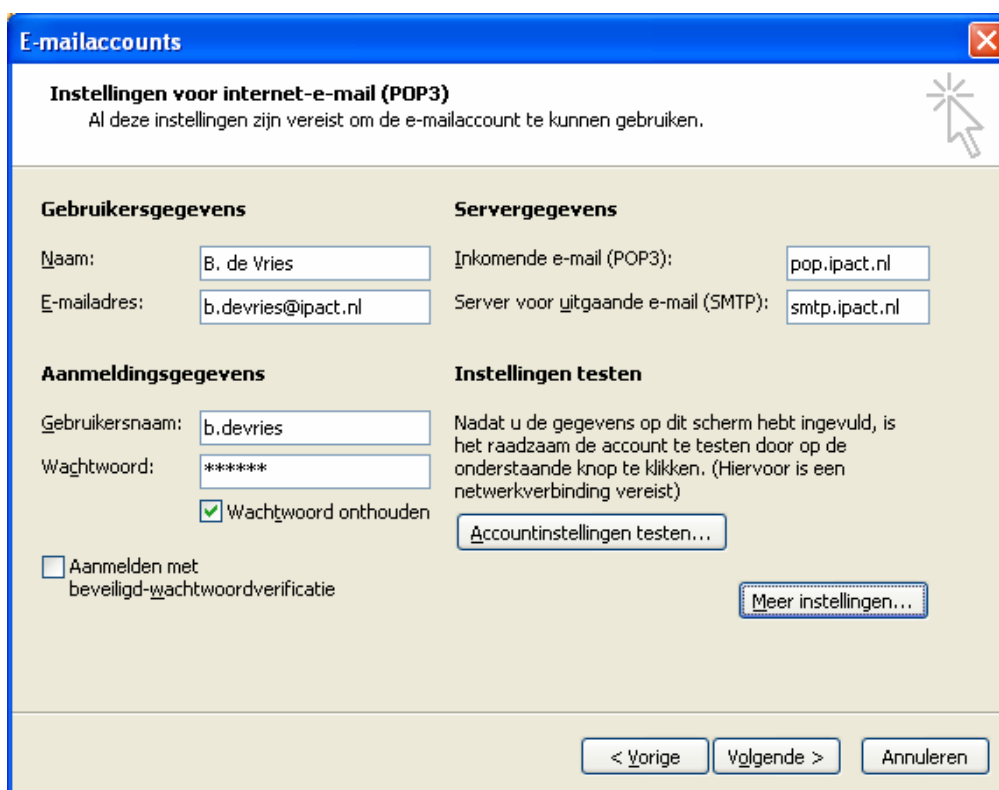 E-mailaccounts
Instellingen voor internet-e-mail (POP3)
Al deze instellingen zijn vereist om de e-mailaccount te kunnen gebruiken.
Gebruikersgegevens
Naam: B. de Vries
E-mailadres: b.devries@ipact.nl
Servergegevens
Inkomende e-mail (POP3): pop.ipact.nl
Server voor uitgaande e-mail (SMTP): smtp.ipact.nl
Aanmeldingsgegevens
Gebruikersnaam: b.devries
Wachtwoord: ******
Wachtwoord onthouden
Aanmelden met
beveiligd-wachtwoordverificatie
Instellingen testen
Nadat u de gegevens op dit scherm hebt ingevuld, is
het raadzaam de account te testen door op de
onderstaande knop te klikken. (Hiervoor is een
netwerkverbinding vereist)
Accountinstellingen testen...
Meer instellingen...
< Vorige
Volgende >
Annuleren